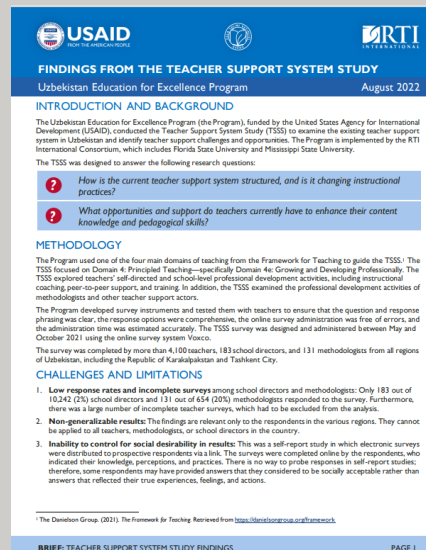 USAID
FROM THE AMERICAN PEOPLE
RTI
INTERNATIONAL
FINDINGS FROM THE TEACHER SUPPORT SYSTEM STUDY
Uzbekistan Education for Excellence Program August 2022
INTRODUCTION AND BACKGROUND
The Uzbekistan Education for Excellence Program (the Program), funded by the United States Agency for International
Development (USAID), conducted the Teacher Support System Study (TSSS) to examine the existing teacher support
system in Uzbekistan and identify teacher support challenges and opportunities. The Program is implemented by the RTI
International Consortium, which includes Florida State University and Mississippi State University.
The TSSS was designed to answer the following research questions:
? How is the current teacher support system structured, and is it changing instructional
practices?
? What opportunities and support do teachers currently have to enhance their content
knowledge and pedagogical skills?
METHODOLOGY
The Program used one of the four main domains of teaching from the Framework for Teaching to guide the TSSS.¹ The
TSSS focused on Domain 4: Principled Teaching—specifically Domain 4e: Growing and Developing Professionally. The
TSSS explored teachers' self-directed and school-level professional development activities, including instructional
coaching, peer-to-peer support, and training. In addition, the TSSS examined the professional development activities of
methodologists and other teacher support actors.
The Program developed survey instruments and tested them with teachers to ensure that the question and response
phrasing was clear, the response options were comprehensive, the online survey administration was free of errors, and
the administration time was estimated accurately. The TSSS survey was designed and administered between May and
October 2021 using the online survey system Voxco.
The survey was completed by more than 4,100 teachers, 183 school directors, and 131 methodologists from all regions
of Uzbekistan, including the Republic of Karakalpakstan and Tashkent City.
CHALLENGES AND LIMITATIONS
1. Low response rates and incomplete surveys among school directors and methodologists: Only 183 out of
10,242 (2%) school directors and 131 out of 654 (20%) methodologists responded to the survey. Furthermore,
there was a large number of incomplete surveys, which had to be excluded from the analysis.
2. Non-generalizable results: The findings are relevant only to the respondents in the various regions. They cannot
be applied to all teachers, methodologists, or school directors in the country.
3. Inability to control for social desirability in results: This was a self-report study in which electronic surveys
were distributed to prospective respondents via a link. The surveys were completed online by the respondents, who
indicated their knowledge, perceptions, and practices. There is no way to probe responses in self-report studies;
therefore, some respondents may have provided answers that they considered to be socially acceptable rather than
answers that reflected their true experiences, feelings, and actions.
¹ The Danielson Group. (2021). The Framework for Teaching. Retrieved from https://danielsongroup.org/framework
BRIEF: TEACHER SUPPORT SYSTEM STUDY FINDINGS PAGE 1